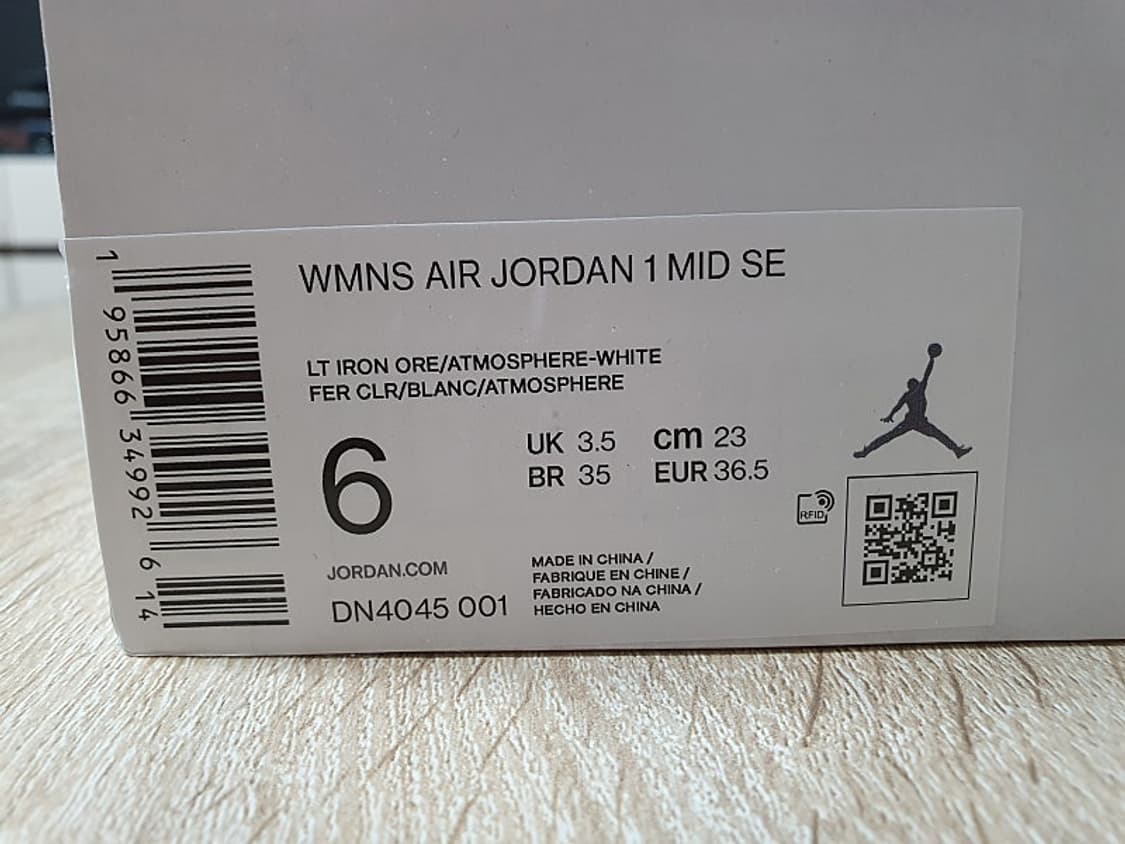 WMNS AIR JORDAN 1 MID SE
LT IRON ORE/ATMOSPHERE-WHITE
FER CLR/BLANC/ATMOSPHERE
6
UK 3.5 cm 23
BR 35 EUR 36.5
RFID
JORDAN.COM
DN4045 001
MADE IN CHINA /
FABRIQUE EN CHINE /
FABRICADO NA CHINA /
HECHO EN CHINA
1 95866 34992 6 14